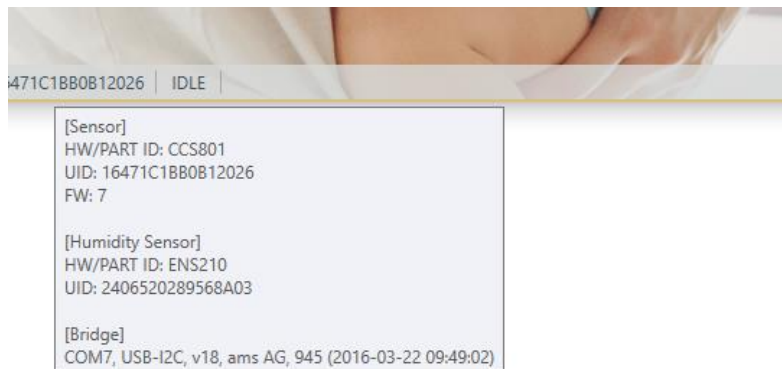 471C1BB0B12026 IDLE
[Sensor]
HW/PART ID: CCS801
UID: 16471C1BB0B12026
FW: 7
[Humidity Sensor]
HW/PART ID: ENS210
UID: 2406520289568A03
[Bridge]
COM7, USB-I2C, v18, ams AG, 945 (2016-03-22 09:49:02)